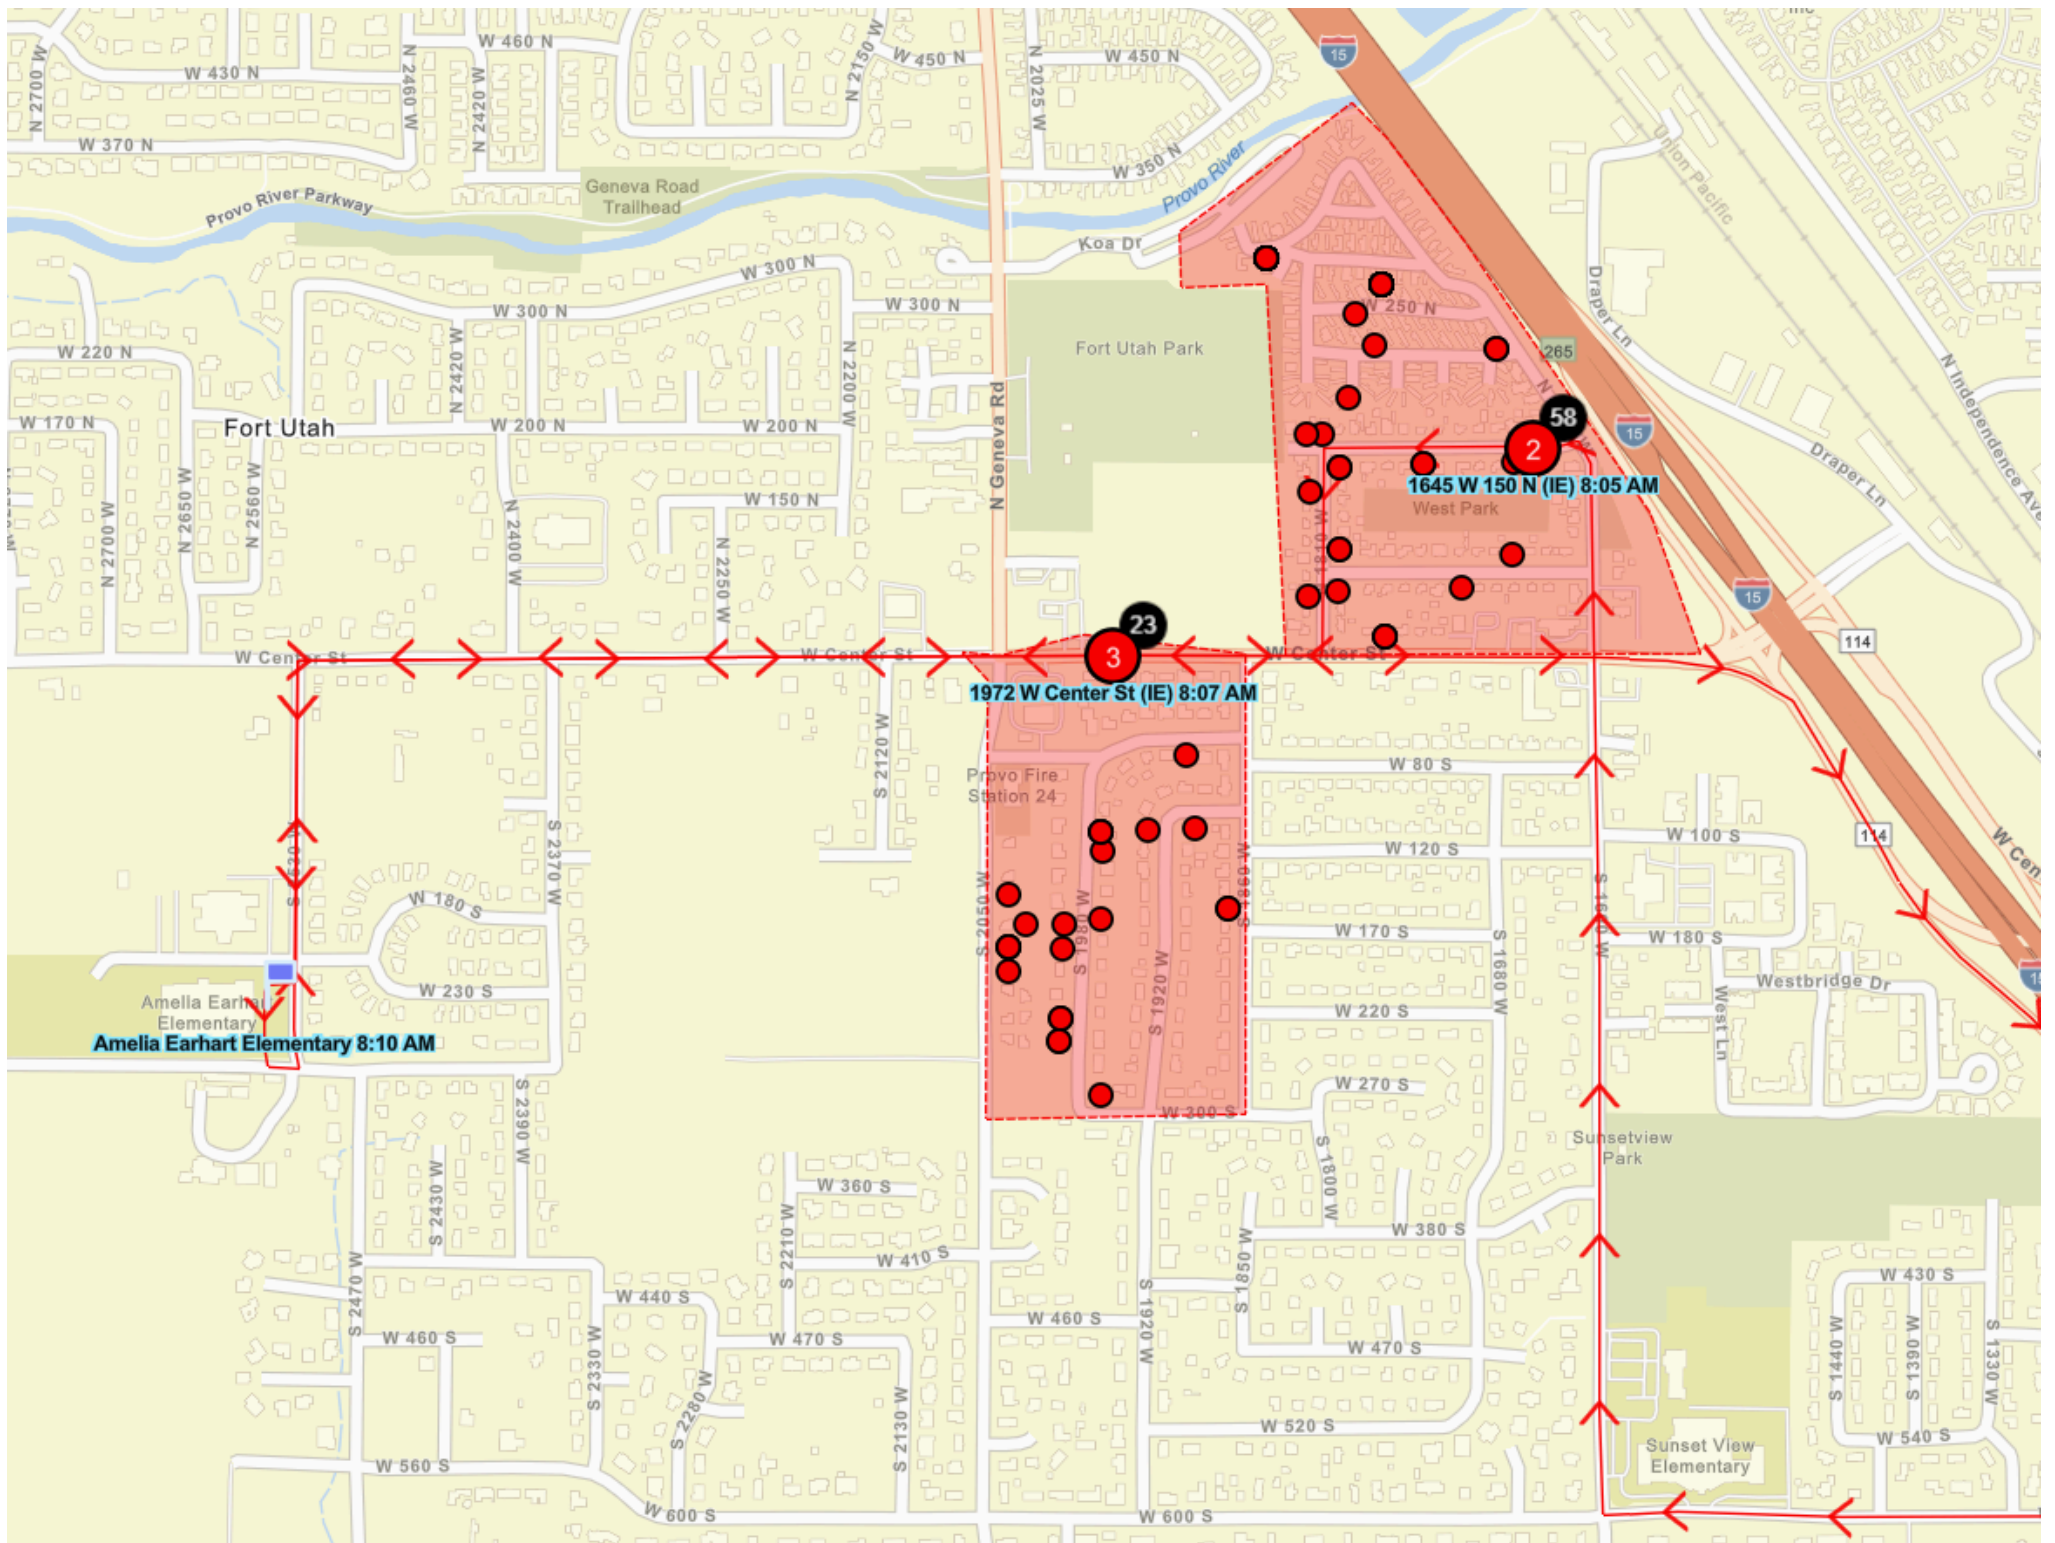 W 460 N
W 430 N
N 2700 W
N 2460 W
N 2420 W
N 2150 W
W 450 N
N 2025 W
W 450 N
15
W 370 N
W 350 N
Union Pacific
Geneva Road
Trailhead
Provo River Parkway
Provo River
Koa Dr
W 300 N
W 300 N
W 300 N
W 250 N
Draper Ln
W 220 N
N 2420 W
N 2200 W
Fort Utah Park
265
N Independence Ave
N Geneva Rd
W 170 N
Fort Utah
W 200 N
W 200 N
58
2
15
Draper Ln
1645 W 150 N (IE) 8:05 AM
West Park
N 2700 W
N 2650 W
N 2560 W
N 2400 W
W 150 N
N 2250 W
1810 W
15
114
23
3
W Center St
W Center St
W Center St
1972 W Center St (IE) 8:07 AM
S 2120 W
Provo Fire
Station 24
W 80 S
W 100 S
114
W 120 S
S 2370 W
W 180 S
S 2050 W
S 1980 W
S 1920 W
S 1890 W
W 170 S
S 1680 W
S 1600 W
W 180 S
Westbridge Dr
West Ln
W 230 S
W 220 S
Amelia Earhart
Elementary
Amelia Earhart Elementary 8:10 AM
S 2390 W
W 270 S
W 300 S
S 1800 W
Sunsetview
Park
S 2430 W
W 360 S
S 2210 W
W 410 S
W 380 S
S 1850 W
S 2470 W
W 440 S
W 460 S
W 470 S
W 460 S
S 1920 W
W 470 S
W 430 S
S 1440 W
S 1390 W
S 1330 W
S 2330 W
S 2280 W
S 2130 W
W 520 S
W 540 S
Sunset View
Elementary
W 560 S
W 600 S
W 600 S